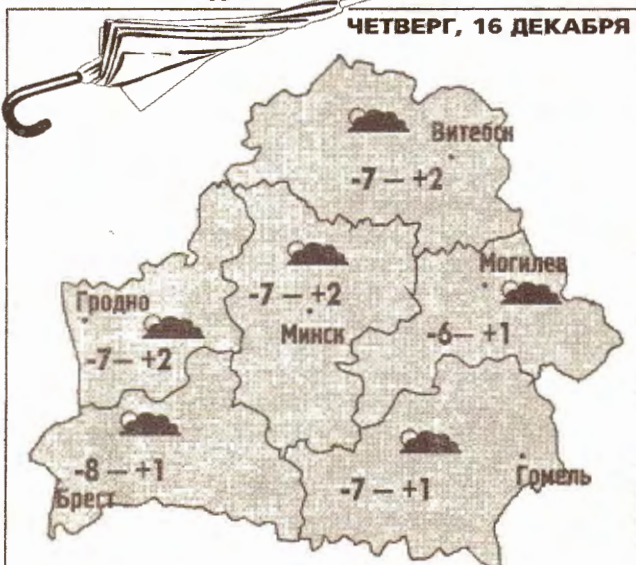 ЧЕТВЕРГ, 16 ДЕКАБРЯ
Витебск
-7 — +2
Могилев
-6 — +1
-7 — +2
Минск
Гродно
-7 — +2
-8 — +1
Брест
-7 — +1
Гомель